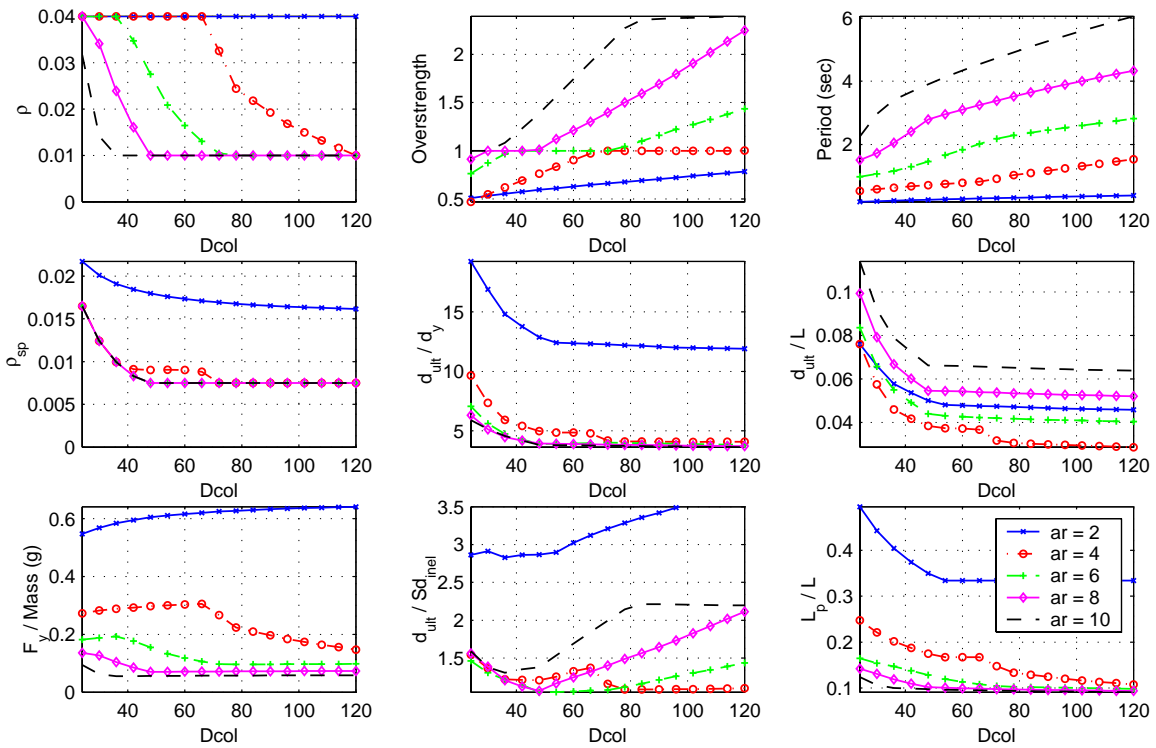 0.04
0.03
0.02
0.01
0
ρ
40 60 80 100 120
Dcol
2
1.5
1
0.5
Overstrength
40 60 80 100 120
Dcol
6
4
2
Period (sec)
40 60 80 100 120
Dcol
0.02
0.015
0.01
0.005
0
ρsp
40 60 80 100 120
Dcol
15
10
5
dult / dy
40 60 80 100 120
Dcol
0.1
0.08
0.06
0.04
dult / L
40 60 80 100 120
Dcol
0.6
0.4
0.2
0
Fy / Mass (g)
40 60 80 100 120
Dcol
3.5
3
2.5
2
1.5
dult / Sdinel
40 60 80 100 120
Dcol
0.4
0.3
0.2
0.1
Lp / L
40 60 80 100 120
Dcol
ar = 2
ar = 4
ar = 6
ar = 8
ar = 10